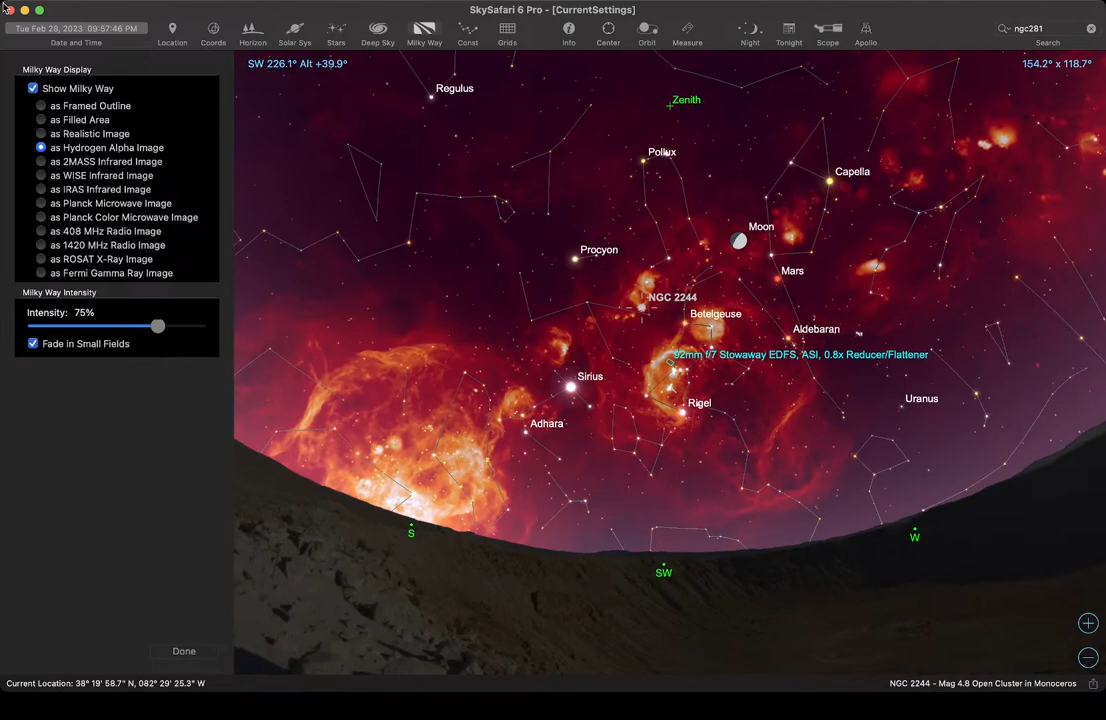 SkySafari 6 Pro - [CurrentSettings]
Tue Feb 28, 2023 09:57:46 PM
Date and Time
Location
Coords
Horizon
Solar Sys
Stars
Deep Sky
Milky Way
Const
Grids
Info
Center
Orbit
Measure
Night
Tonight
Scope
Apollo
ngc281
Search
Milky Way Display
Show Milky Way
as Framed Outline
as Filled Area
as Realistic Image
as Hydrogen Alpha Image
as 2MASS Infrared Image
as WISE Infrared Image
as IRAS Infrared Image
as Planck Microwave Image
as Planck Color Microwave Image
as 408 MHz Radio Image
as 1420 MHz Radio Image
as ROSAT X-Ray Image
as Fermi Gamma Ray Image
Milky Way Intensity
Intensity: 75%
Fade in Small Fields
Done
SW 226.1° Alt +39.9°
154.2° x 118.7°
Regulus
Zenith
Pollux
Capella
Moon
Procyon
Mars
NGC 2244
Betelgeuse
Aldebaran
92mm f/7 Stowaway EDFS, ASI, 0.8x Reducer/Flattener
Sirius
Uranus
Rigel
Adhara
S
W
SW
Current Location: 38° 19' 58.7" N, 082° 29' 25.3" W
NGC 2244 - Mag 4.8 Open Cluster in Monoceros